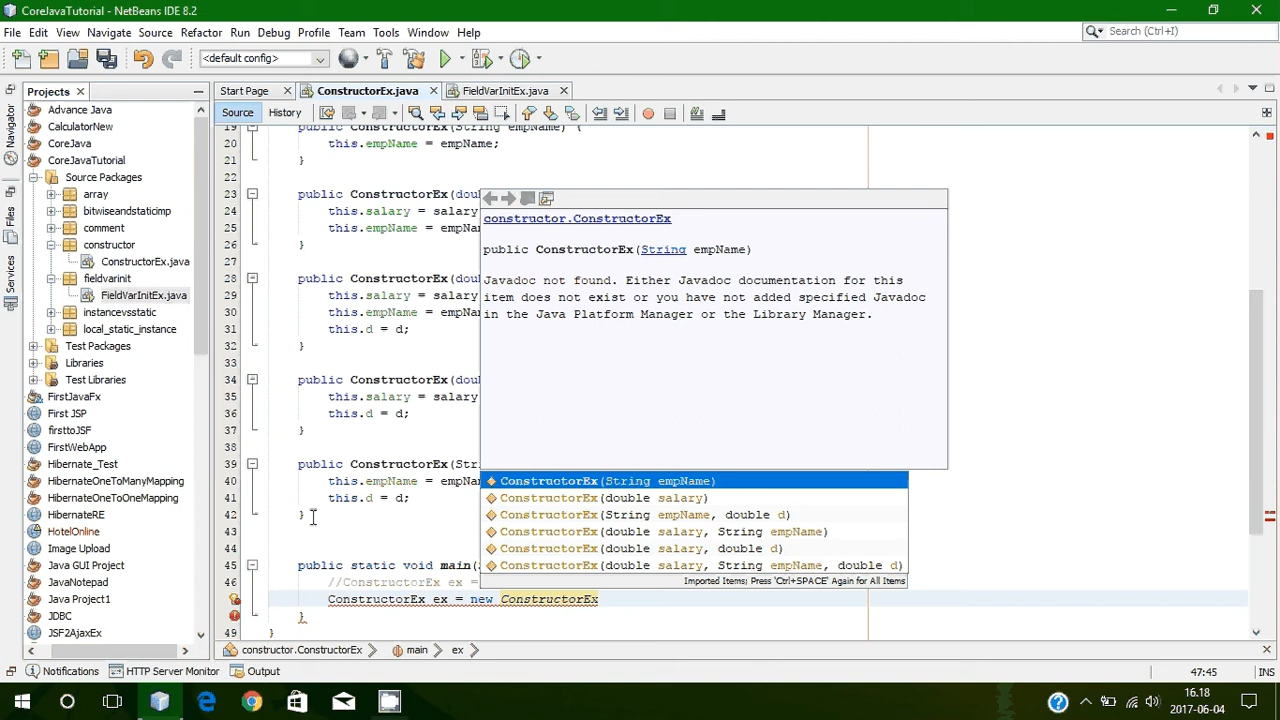 CoreJavaTutorial - NetBeans IDE 8.2
File Edit View Navigate Source Refactor Run Debug Profile Team Tools Window Help
Search (Ctrl+I)
<default config>
Projects
Start Page
ConstructorEx.java
FieldVarInitEx.java
Source
History
Navigator
Files
Services
Advance Java
CalculatorNew
CoreJava
CoreJavaTutorial
Source Packages
array
bitwiseandstaticimp
comment
constructor
ConstructorEx.java
fieldvarinit
FieldVarInitEx.java
instancevsstatic
local_static_instance
Test Packages
Libraries
Test Libraries
FirstJavaFx
First JSP
firsttoJSF
FirstWebApp
Hibernate_Test
HibernateOneToManyMapping
HibernateOneToOneMapping
HibernateRE
HotelOnline
Image Upload
Java GUI Project
JavaNotepad
Java Project1
JDBC
JSF2AjaxEx
19 public ConstructorEx(String empName) {
20 this.empName = empName;
21 }
22
23 public ConstructorEx(dou
24 this.salary = salary
25 this.empName = empNa
26 }
27
28 public ConstructorEx(dou
29 this.salary = salary
30 this.empName = empNa
31 this.d = d;
32 }
33
34 public ConstructorEx(dou
35 this.salary = salary
36 this.d = d;
37 }
38
39 public ConstructorEx(Str
40 this.empName = empNa
41 this.d = d;
42 }
43
44
45 public static void main(
46 //ConstructorEx ex =
ConstructorEx ex = new ConstructorEx
}
49 }
constructor.ConstructorEx
public ConstructorEx(String empName)
Javadoc not found. Either Javadoc documentation for this
item does not exist or you have not added specified Javadoc
in the Java Platform Manager or the Library Manager.
ConstructorEx(String empName)
ConstructorEx(double salary)
ConstructorEx(String empName, double d)
ConstructorEx(double salary, String empName)
ConstructorEx(double salary, double d)
ConstructorEx(double salary, String empName, double d)
Imported Items; Press 'Ctrl+SPACE' Again for All Items
constructor.ConstructorEx main ex
Notifications HTTP Server Monitor Output
47:45 INS
16.18
2017-06-04